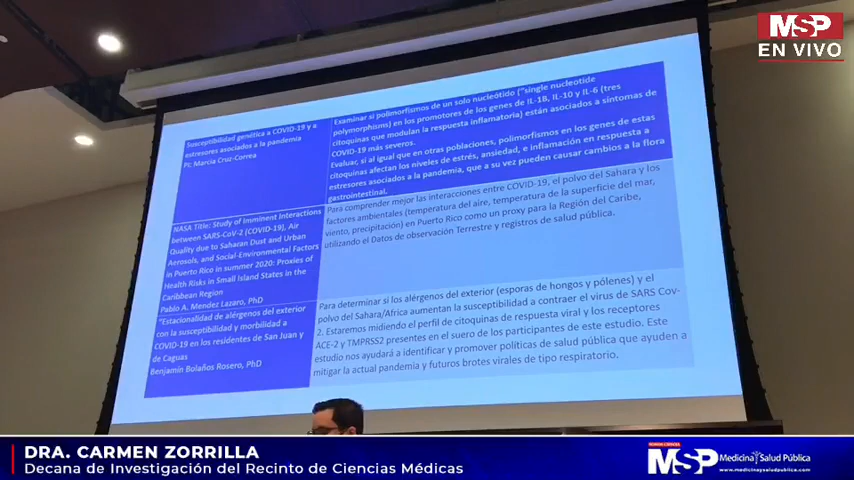 MSP
EN VIVO
Susceptibilidad genética a COVID-19 y a
estresores asociados a la pandemia
PI: Marcia Cruz-Correa
Examinar si polimorfismos de un solo nucleótido ("single nucleotide
polymorphisms) en los promotores de los genes de IL-1B, IL-10 y IL-6 (tres
citoquinas que modulan la respuesta inflamatoria) están asociados a síntomas de
COVID-19 más severos.
Evaluar, si al igual que en otras poblaciones, polimorfismos en los genes de estas
citoquinas afectan los niveles de estrés, ansiedad, e inflamación en respuesta a
estresores asociados a la pandemia, que a su vez pueden causar cambios a la flora
gastrointestinal.
NASA Title: Study of Imminent Interactions
between SARS-CoV-2 (COVID-19), Air
Quality due to Saharan Dust and Urban
Aerosols, and Social-Environmental Factors
in Puerto Rico in summer 2020: Proxies of
Health Risks in Small Island States in the
Caribbean Region
Pablo A. Mendez Lazaro, PhD
Para comprender mejor las interacciones entre COVID-19, el polvo del Sahara y los
factores ambientales (temperatura del aire, temperatura de la superficie del mar,
viento, precipitación) en Puerto Rico como un proxy para la Región del Caribe,
utilizando el Datos de observación Terrestre y registros de salud pública.
"Estacionalidad de alérgenos del exterior
con la susceptibilidad y morbilidad a
COVID-19 en los residentes de San Juan y
de Caguas
Benjamín Bolaños Rosero, PhD
Para determinar si los alérgenos del exterior (esporas de hongos y pólenes) y el
polvo del Sahara/Africa aumentan la susceptibilidad a contraer el virus de SARS Cov-
2. Estaremos midiendo el perfil de citoquinas de respuesta viral y los receptores
ACE-2 y TMPRSS2 presentes en el suero de los participantes de este estudio. Este
estudio nos ayudará a identificar y promover políticas de salud pública que ayuden a
mitigar la actual pandemia y futuros brotes virales de tipo respiratorio.
DRA. CARMEN ZORRILLA
Decana de Investigación del Recinto de Ciencias Médicas
MSP Medicina y Salud Pública
www.medicinaysaludpublica.com